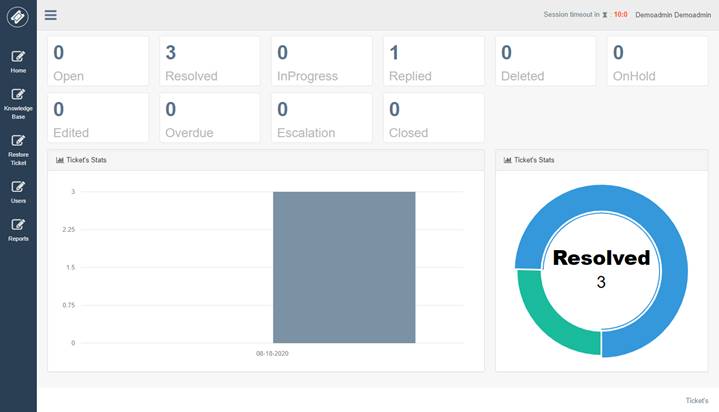 Session timeout in : 10:0 Demoadmin Demoadmin
Home
Knowledge
Base
Restore
Ticket
Users
Reports
0 3 0 1 0 0
Open Resolved InProgress Replied Deleted OnHold
0 0 0 0
Edited Overdue Escalation Closed
Ticket's Stats
3
2.25
1.5
0.75
0
08-18-2020
Ticket's Stats
Resolved
3
Ticket's